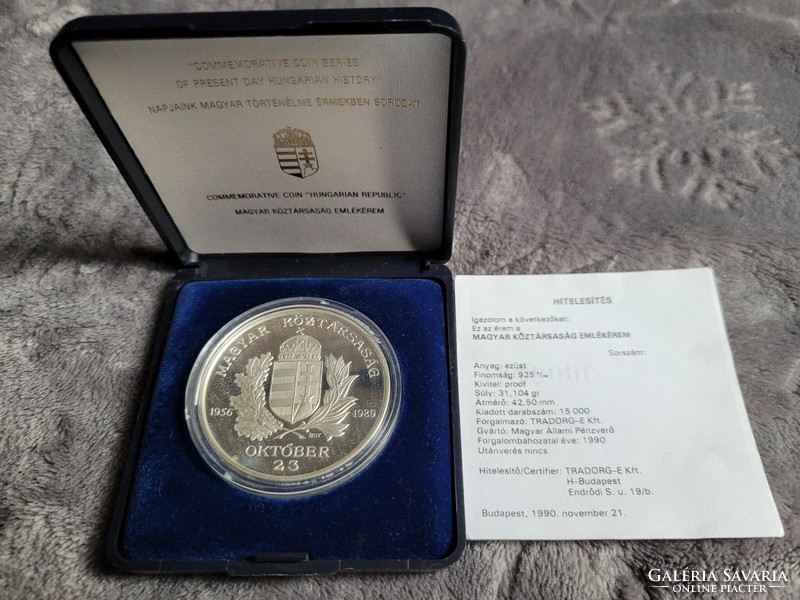 "COMMEMORATIVE COIN SERIES
OF PRESENT DAY HUNGARIAN HISTORY"
NAPJAINK MAGYAR TÖRTÉNELME ÉRMEKBEN SOROZAT
COMMEMORATIVE COIN "HUNGARIAN REPUBLIC"
MAGYAR KÖZTÁRSASÁG EMLÉKÉREM
MAGYAR KÖZTÁRSASÁG
1956 1989
OKTÓBER
23
HITELESÍTÉS
Igazolom a következőket:
Ez az érem a
MAGYAR KÖZTÁRSASÁG EMLÉKÉREM
Sorszám:
Anyag: ezüst
Finomság: 925 °/₀₀
Kivitel: proof
Súly: 31,104 gr
Átmérő: 42,50 mm
Kiadott darabszám: 15 000
Forgalmazó: TRADORG-E Kft.
Gyártó: Magyar Állami Pénzverő
Forgalombahozatal éve: 1990
Utánverés nincs
Hitelesítő/Certifier: TRADORG-E Kft.
H-Budapest
Endrődi S. u. 19/b.
Budapest, 1990. november 21.
GALÉRIA SAVARIA
ONLINE PIACTÉR